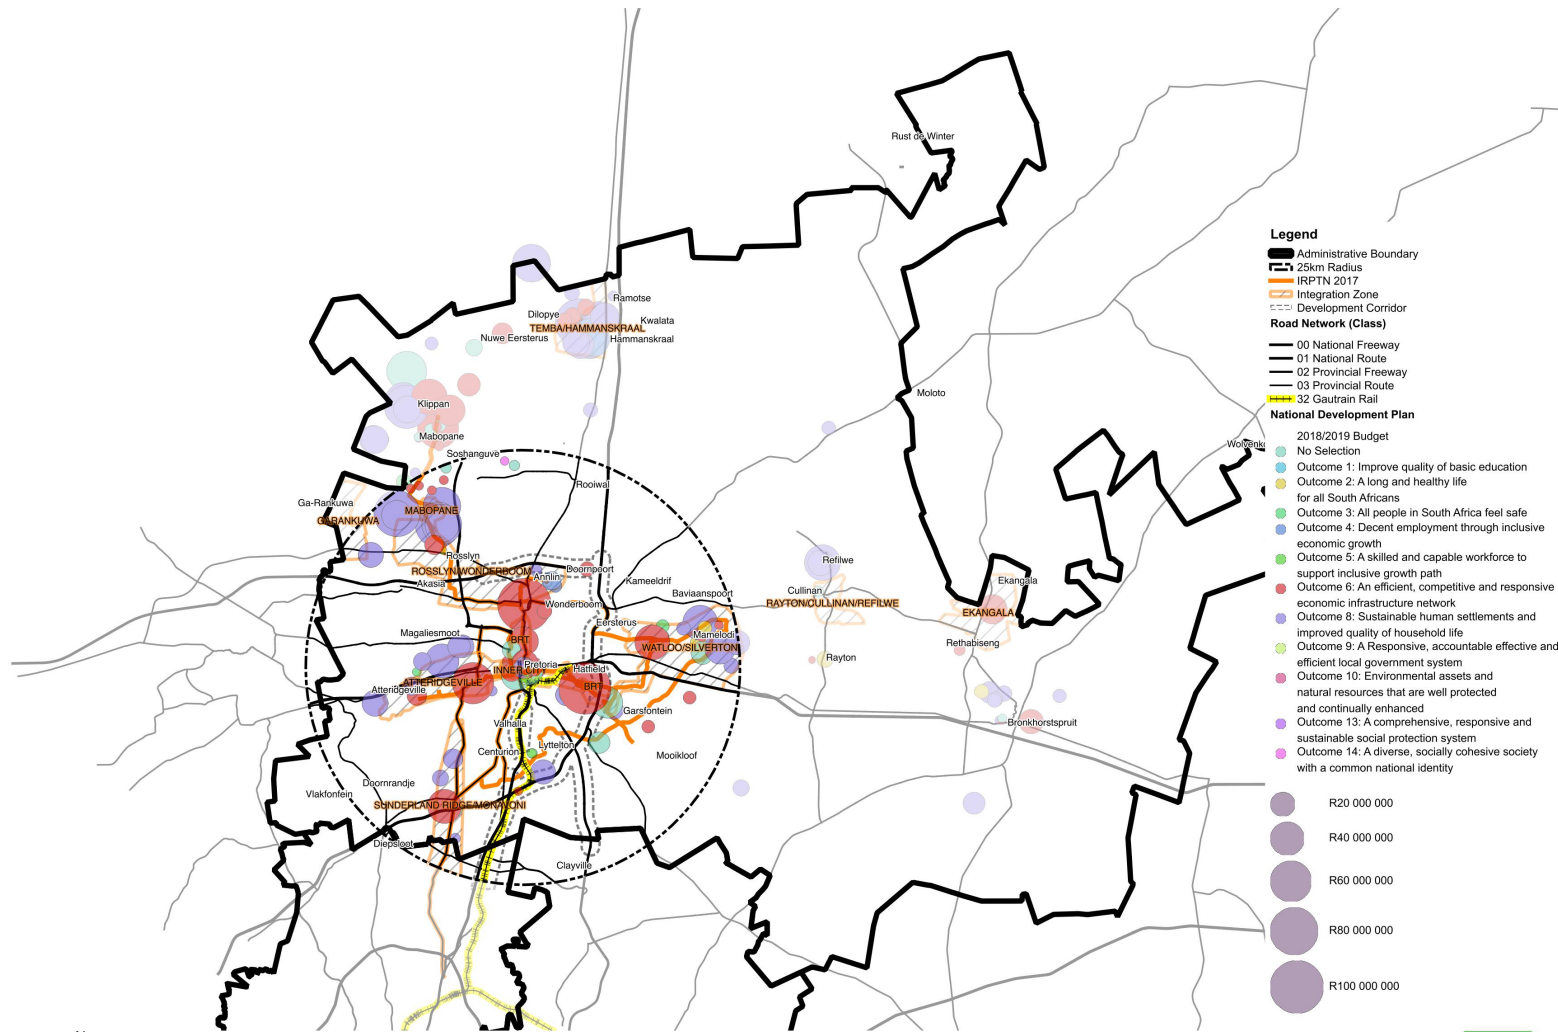 Rust de Winter
Ramotse
Dilopye
Kwalata
TEMBA/HAMMANSKRAAL
Nuwe Eersterus
Hammanskraal
Moloto
Klippan
Mabopane
Soshanguve
Rooiwal
Ga-Rankuwa
MABOPANE
GARANKUWA
Rosslyn
ROSSLYN/WONDERBOOM
Doornpoort
Annlin
Akasia
Kameeldrif
Refilwe
Ekangala
Cullinan
Baviaanspoort
Wonderboom
RAYTON/CULLINAN/REFILWE
EKANGALA
Eersterus
Magaliesmoot
BRT
Mamelodi
Rethabiseng
WATLOO/SILVERTON
Rayton
Pretoria
INNER CITY
Hatfield
ATTERIDGEVILLE
BRT
Atteridgeville
Garsfontein
Valhalla
Bronkhorstspruit
Lyttelton
Centurion
Mooikloof
Doornrandje
Vlakfonfein
SUNDERLAND RIDGE/MONAVONI
Diepsloot
Clayville
Legend
Administrative Boundary
25km Radius
IRPTN 2017
Integration Zone
Development Corridor
Road Network (Class)
00 National Freeway
01 National Route
02 Provincial Freeway
03 Provincial Route
32 Gautrain Rail
National Development Plan
2018/2019 Budget
No Selection
Outcome 1: Improve quality of basic education
Outcome 2: A long and healthy life
for all South Africans
Outcome 3: All people in South Africa feel safe
Outcome 4: Decent employment through inclusive
economic growth
Outcome 5: A skilled and capable workforce to
support inclusive growth path
Outcome 6: An efficient, competitive and responsive
economic infrastructure network
Outcome 8: Sustainable human settlements and
improved quality of household life
Outcome 9: A Responsive, accountable effective and
efficient local government system
Outcome 10: Environmental assets and
natural resources that are well protected
and continually enhanced
Outcome 13: A comprehensive, responsive and
sustainable social protection system
Outcome 14: A diverse, socially cohesive society
with a common national identity
R20 000 000
R40 000 000
R60 000 000
R80 000 000
R100 000 000